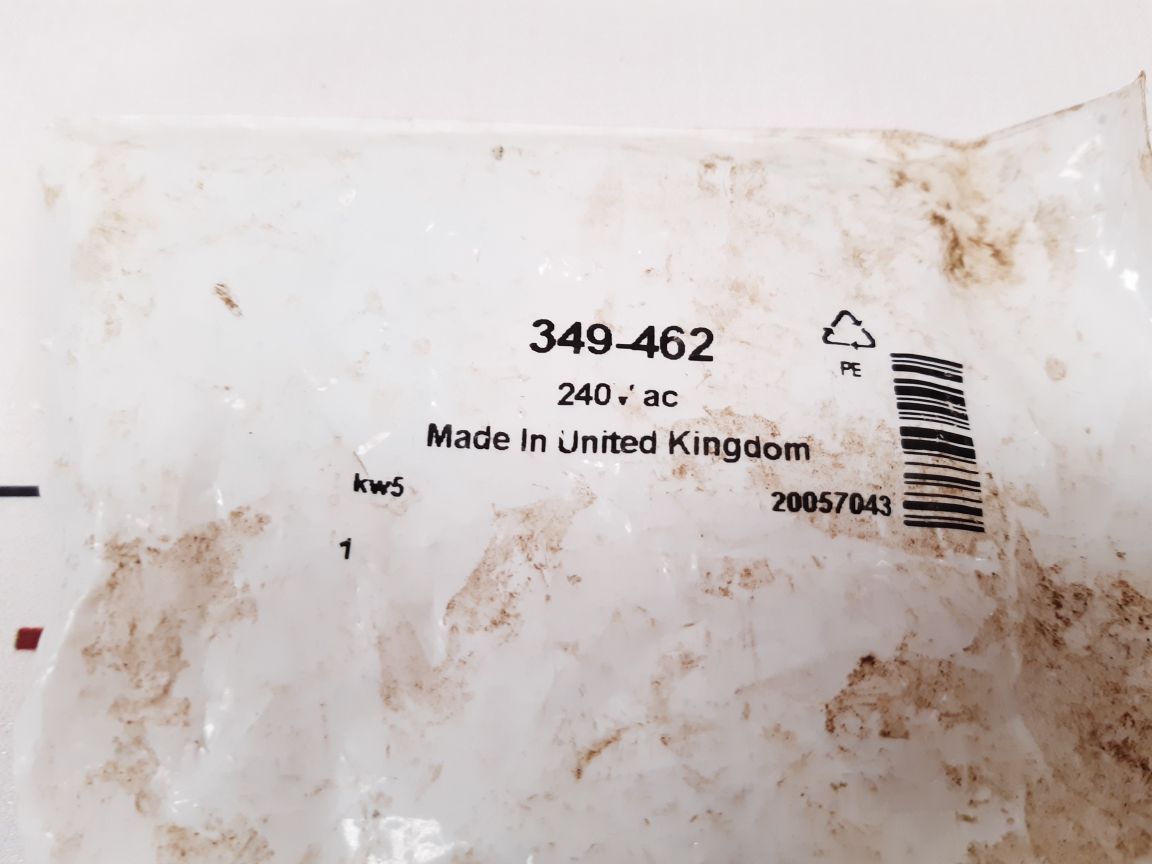 349-462
PE
240 ac
Made In United Kingdom
kw5
20057043
1